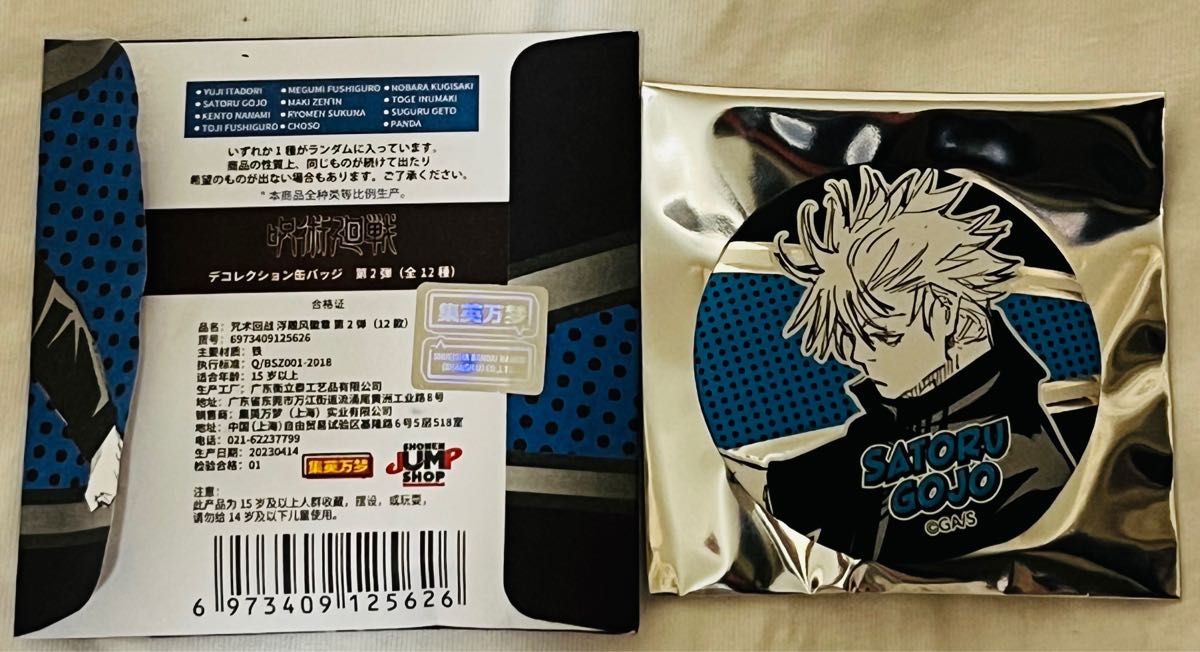 • YUJI ITADORI • MEGUMI FUSHIGURO • NOBARA KUGISAKI
• SATORU GOJO • MAKI ZEN'IN • TOGE INUMAKI
• KENTO NANAMI • RYOMEN SUKUNA • SUGURU GETO
• TOJI FUSHIGURO • CHOSO • PANDA
いずれか1種がランダムに入っています。
商品の性質上、同じものが続けて出たり
希望のものが出ない場合もあります。ご了承ください。
*本商品全种类等比例生产。
呪術廻戦
デコレクション缶バッジ 第2弾(全12種)
合格证
品名:咒术回战 浮雕风徽章 第2弹(12款)
货号:6973409125626
主要材质:铁
执行标准:Q/BSZ001-2018
适合年龄:15岁以上
生产工厂:广东衡立泰工艺品有限公司
地址:广东省东莞市万江街道流涌尾黄洲工业路8号
销售商:集英万梦(上海)实业有限公司
地址:中国(上海)自由贸易试验区基隆路6号5层518室
电话:021-62237799
生产日期:20230414
检验合格:01
集英万梦
SHONEN
JUMP
SHOP
注意:
此产品为15岁及以上人群收藏,摆设,或玩耍,
请勿给14岁及以下儿童使用。
6 973409 125626
集英万梦
SATORU
GOJO
©GA/S